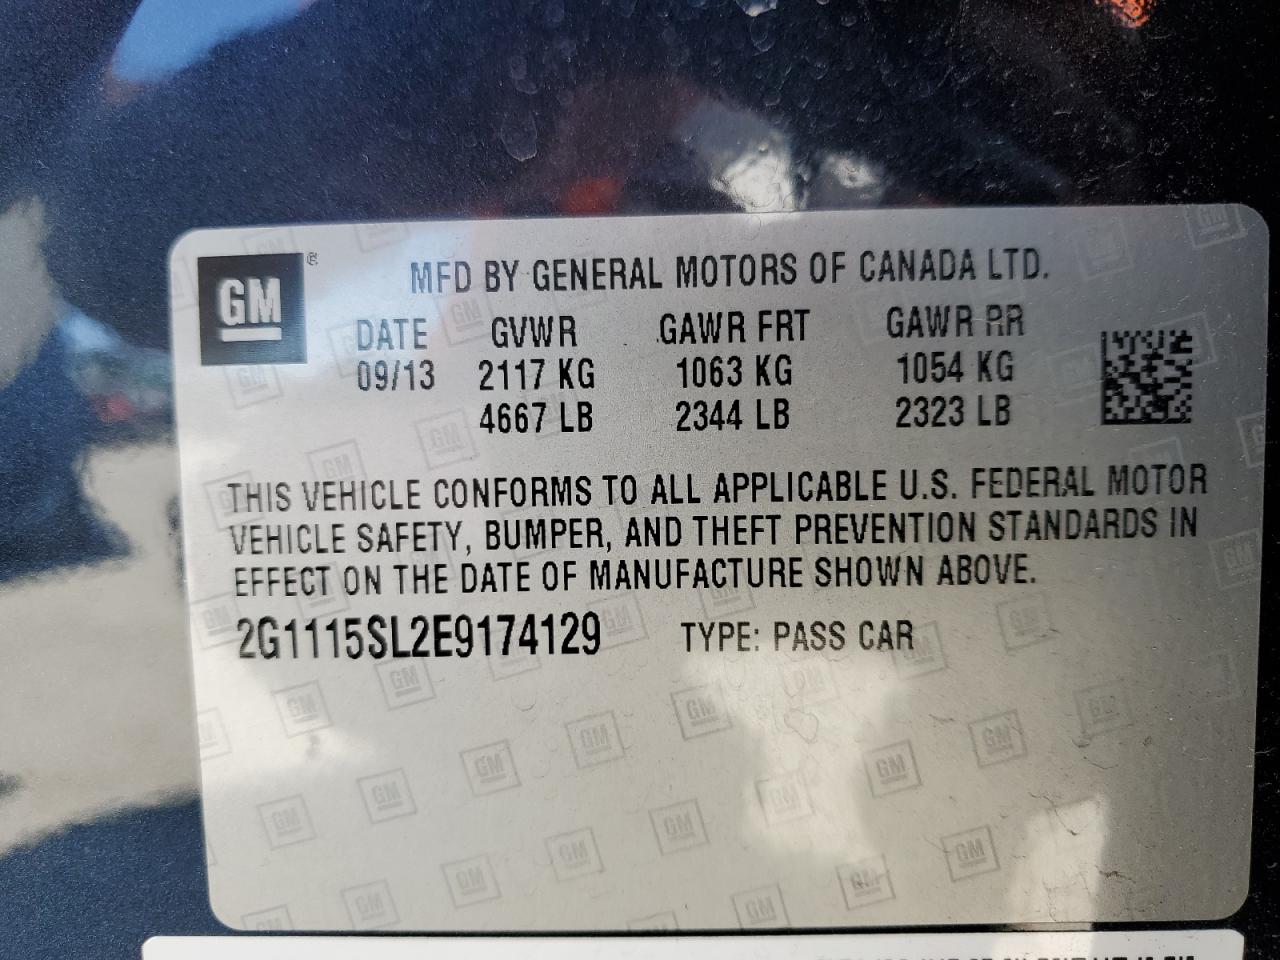 GM ®
MFD BY GENERAL MOTORS OF CANADA LTD.
DATE GVWR GAWR FRT GAWR RR
09/13 2117 KG 1063 KG 1054 KG
4667 LB 2344 LB 2323 LB
THIS VEHICLE CONFORMS TO ALL APPLICABLE U.S. FEDERAL MOTOR
VEHICLE SAFETY, BUMPER, AND THEFT PREVENTION STANDARDS IN
EFFECT ON THE DATE OF MANUFACTURE SHOWN ABOVE.
2G1115SL2E9174129 TYPE: PASS CAR